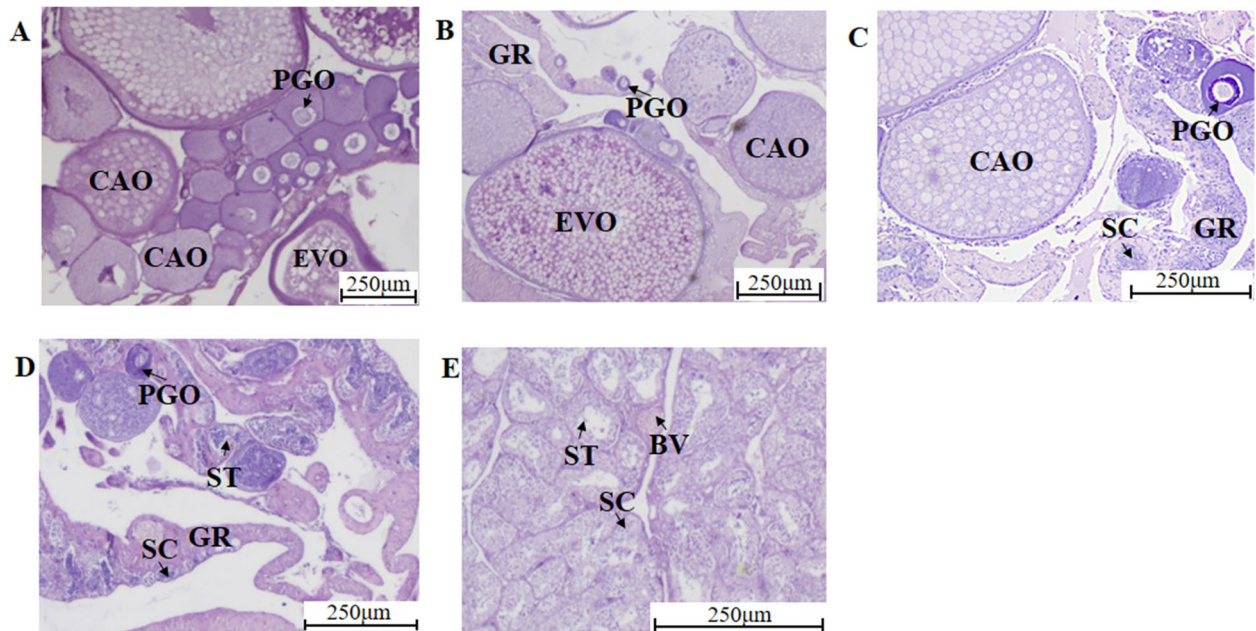 A
PGO
CAO
CAO
EVO
250μm
B
GR
PGO
CAO
EVO
250μm
C
PGO
CAO
SC
GR
250μm
D
PGO
ST
GR
SC
250μm
E
ST
BV
SC
250μm